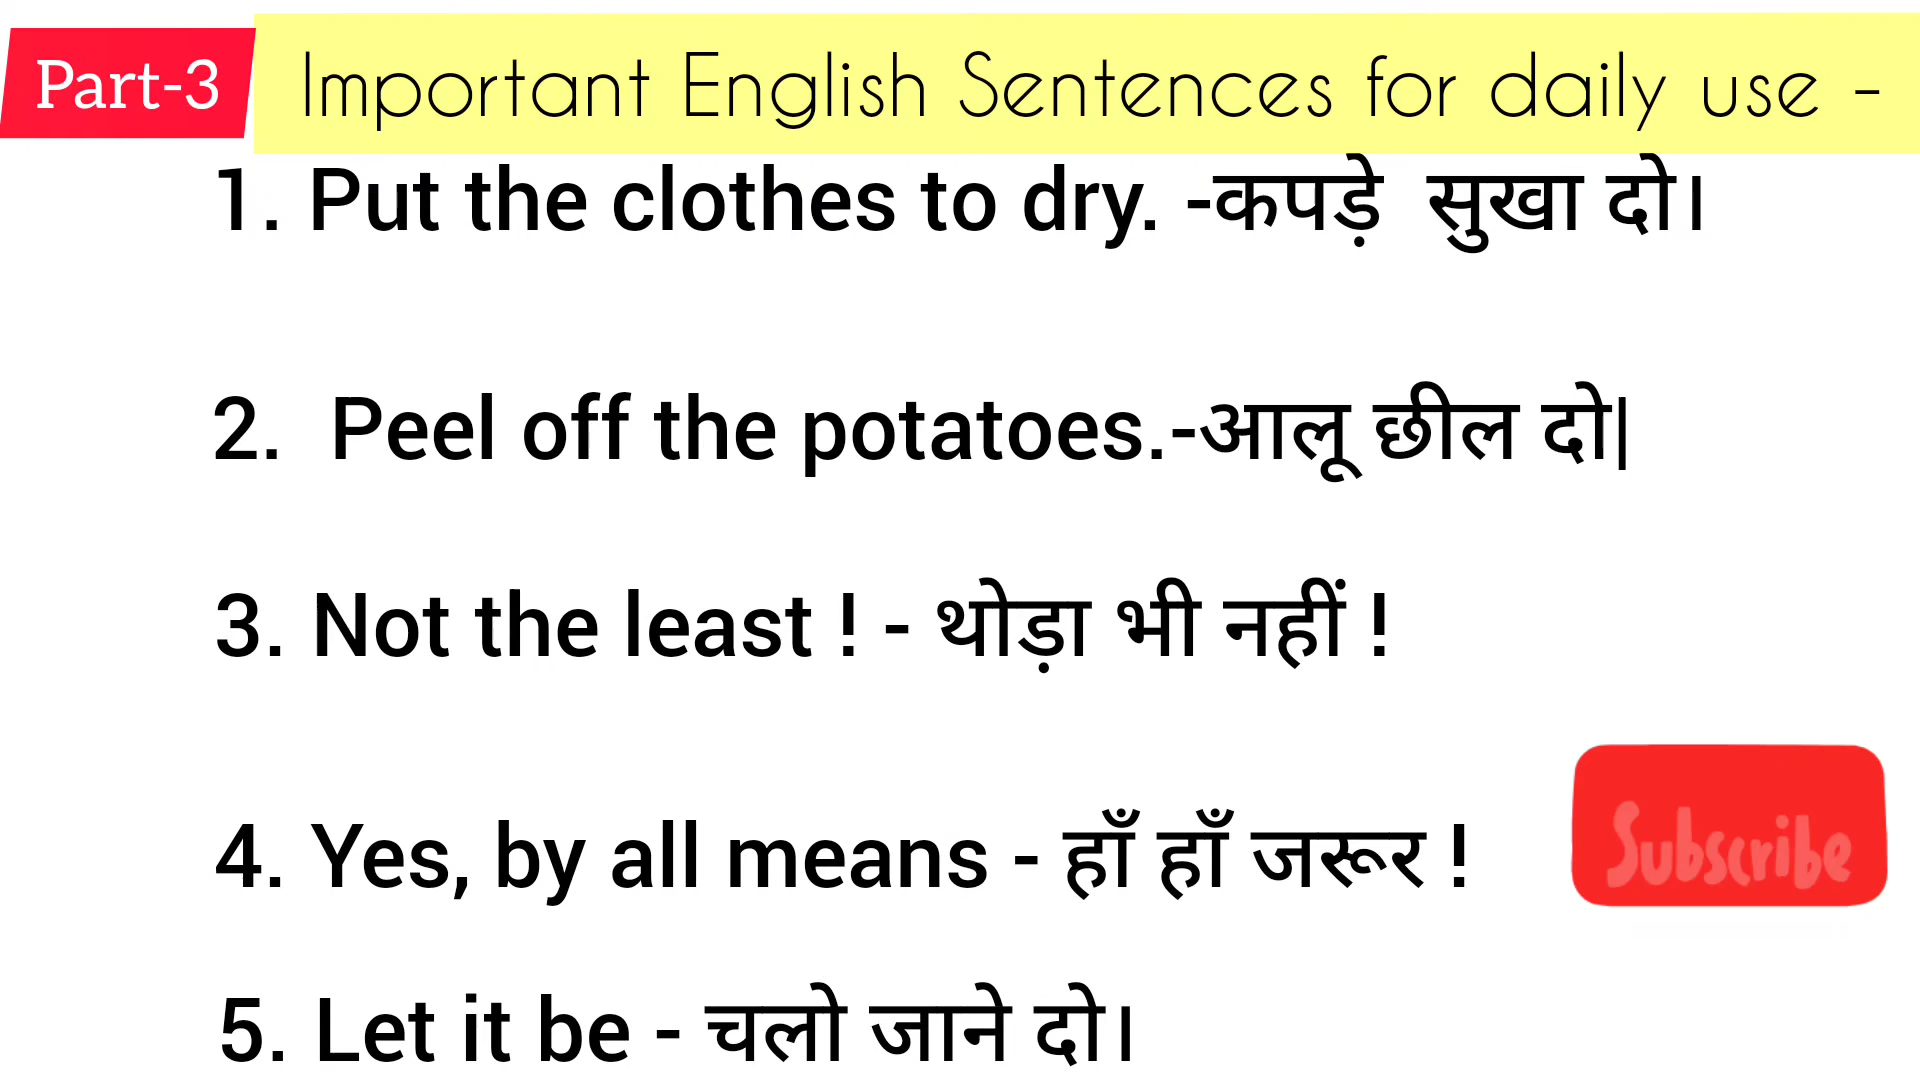 Part-3 Important English Sentences for daily use -
1. Put the clothes to dry. -कपड़े सुखा दो।
2. Peel off the potatoes.-आलू छील दो|
3. Not the least ! - थोड़ा भी नहीं !
4. Yes, by all means - हाँ हाँ जरूर !
Subscribe
5. Let it be - चलो जाने दो।